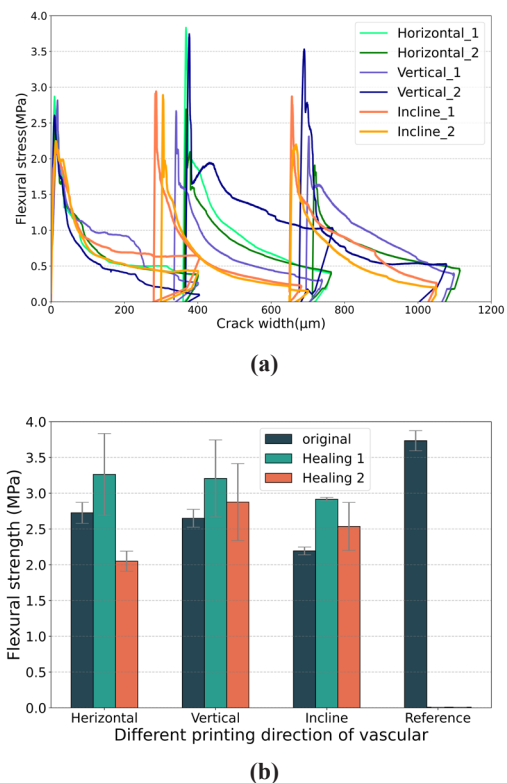 4.0
3.5
3.0
2.5
2.0
1.5
1.0
0.5
0.0
Flexural stress(MPa)
Horizontal_1
Horizontal_2
Vertical_1
Vertical_2
Incline_1
Incline_2
0 200 400 600 800 1000 1200
Crack width(μm)
(a)
4.0
3.5
3.0
2.5
2.0
1.5
1.0
0.5
0.0
Flexural strength (MPa)
original
Healing 1
Healing 2
Herizontal Vertical Incline Reference
Different printing direction of vascular
(b)